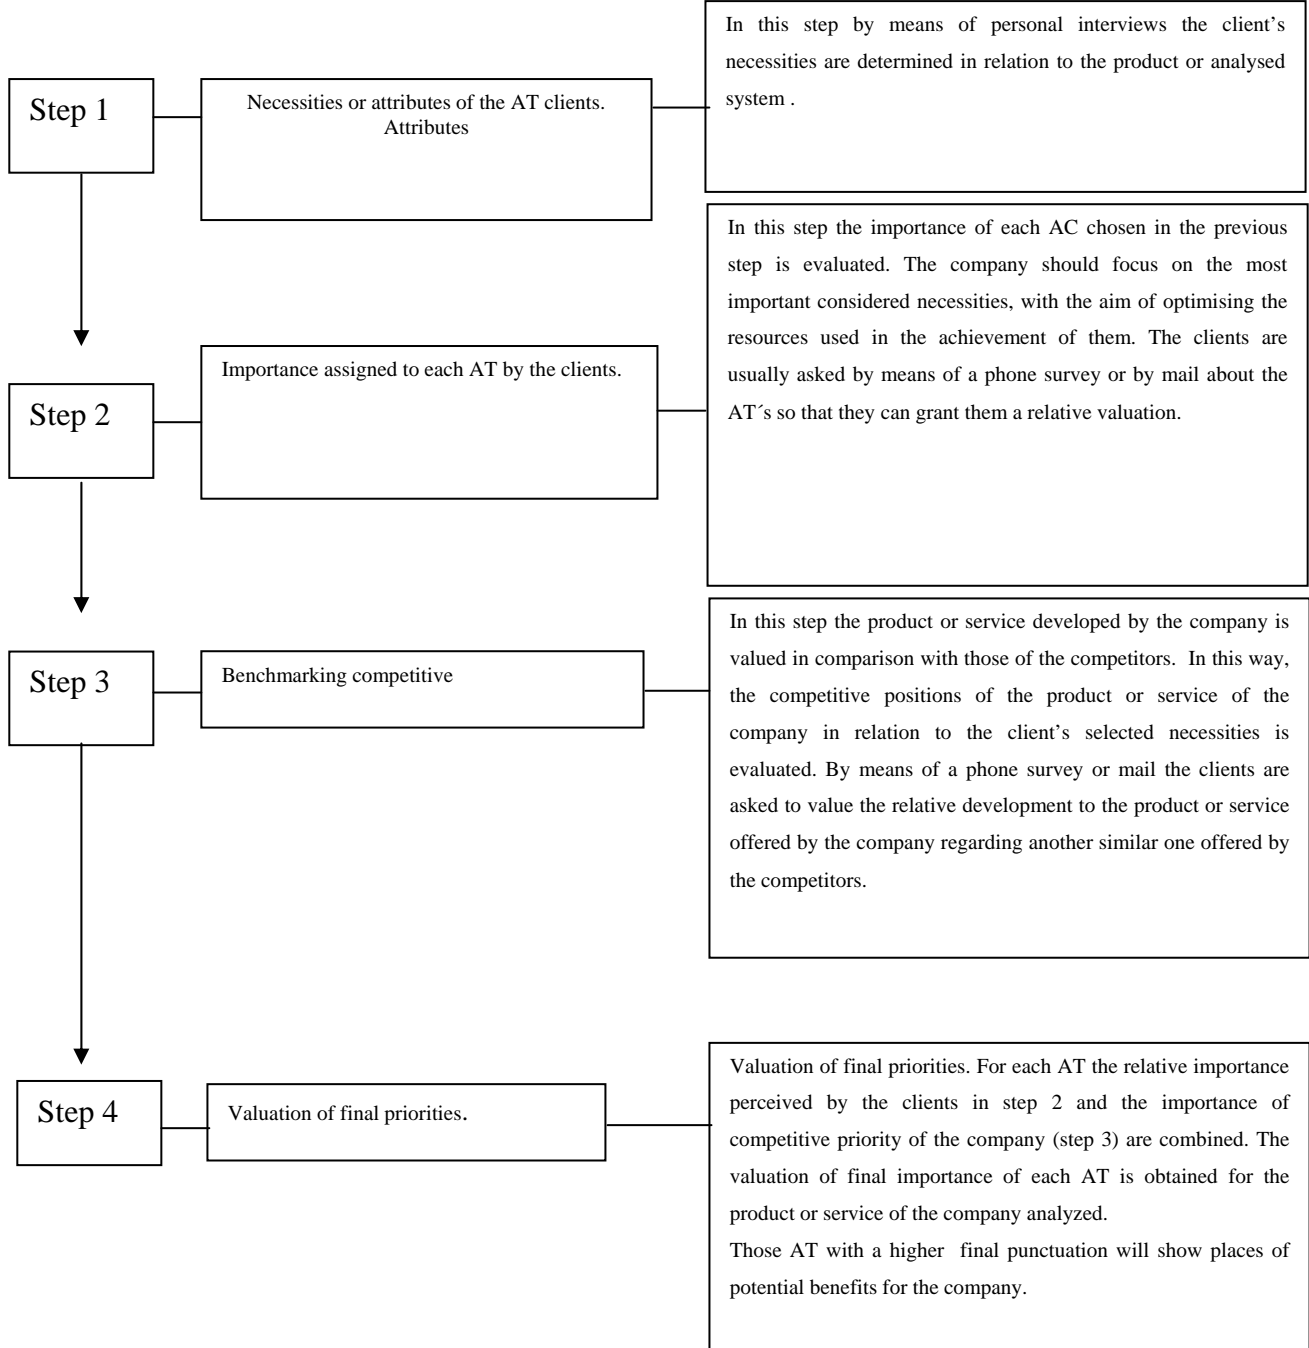 Step 1
Necessities or attributes of the AT clients.
Attributes
In this step by means of personal interviews the client’s
necessities are determined in relation to the product or analysed
system .
Step 2
Importance assigned to each AT by the clients.
In this step the importance of each AC chosen in the previous
step is evaluated. The company should focus on the most
important considered necessities, with the aim of optimising the
resources used in the achievement of them. The clients are
usually asked by means of a phone survey or by mail about the
AT´s so that they can grant them a relative valuation.
Step 3
Benchmarking competitive
In this step the product or service developed by the company is
valued in comparison with those of the competitors. In this way,
the competitive positions of the product or service of the
company in relation to the client’s selected necessities is
evaluated. By means of a phone survey or mail the clients are
asked to value the relative development to the product or service
offered by the company regarding another similar one offered by
the competitors.
Step 4
Valuation of final priorities.
Valuation of final priorities. For each AT the relative importance
perceived by the clients in step 2 and the importance of
competitive priority of the company (step 3) are combined. The
valuation of final importance of each AT is obtained for the
product or service of the company analyzed.
Those AT with a higher final punctuation will show places of
potential benefits for the company.